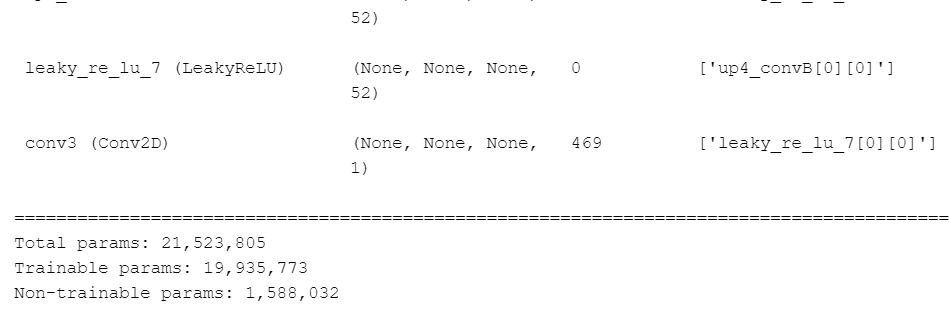 52)
leaky_re_lu_7 (LeakyReLU) (None, None, None, 0 ['up4_convB[0][0]']
52)
conv3 (Conv2D) (None, None, None, 469 ['leaky_re_lu_7[0][0]']
1)
==========================================================================================
Total params: 21,523,805
Trainable params: 19,935,773
Non-trainable params: 1,588,032